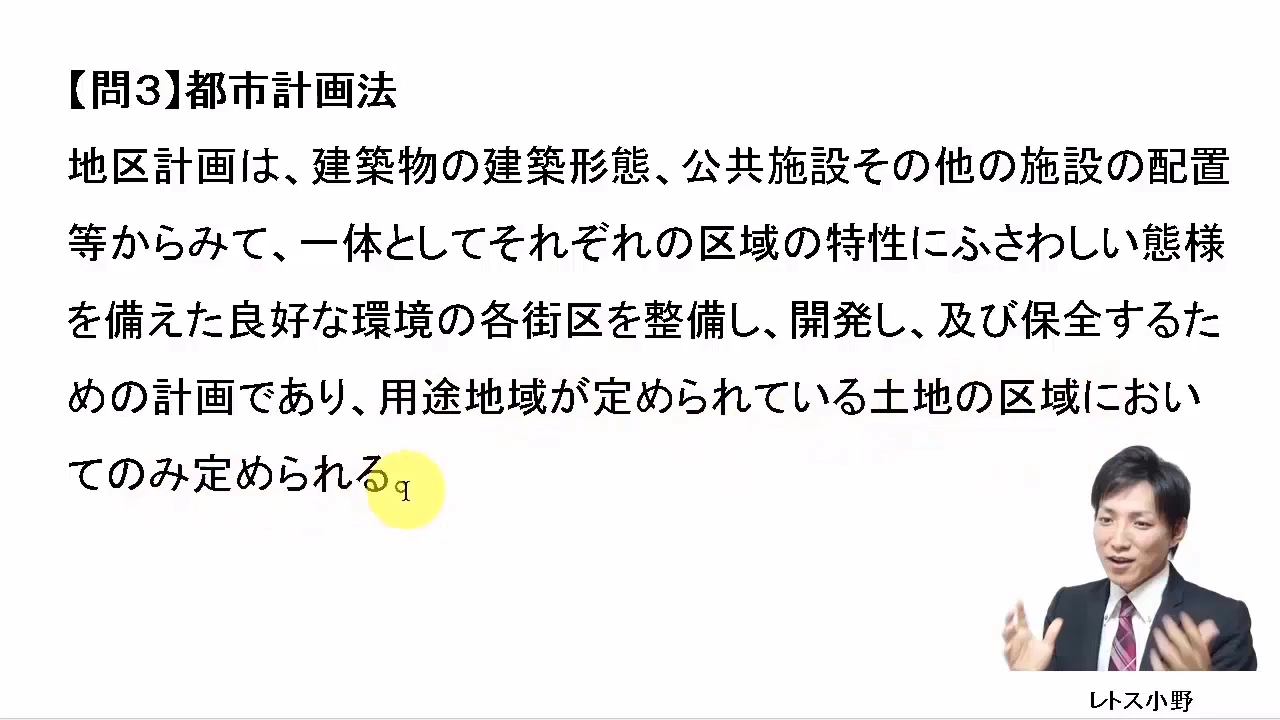 【問３】都市計画法
地区計画は、建築物の建築形態、公共施設その他の施設の配置
等からみて、一体としてそれぞれの区域の特性にふさわしい態様
を備えた良好な環境の各街区を整備し、開発し、及び保全するた
めの計画であり、用途地域が定められている土地の区域におい
てのみ定められる。
レトス小野